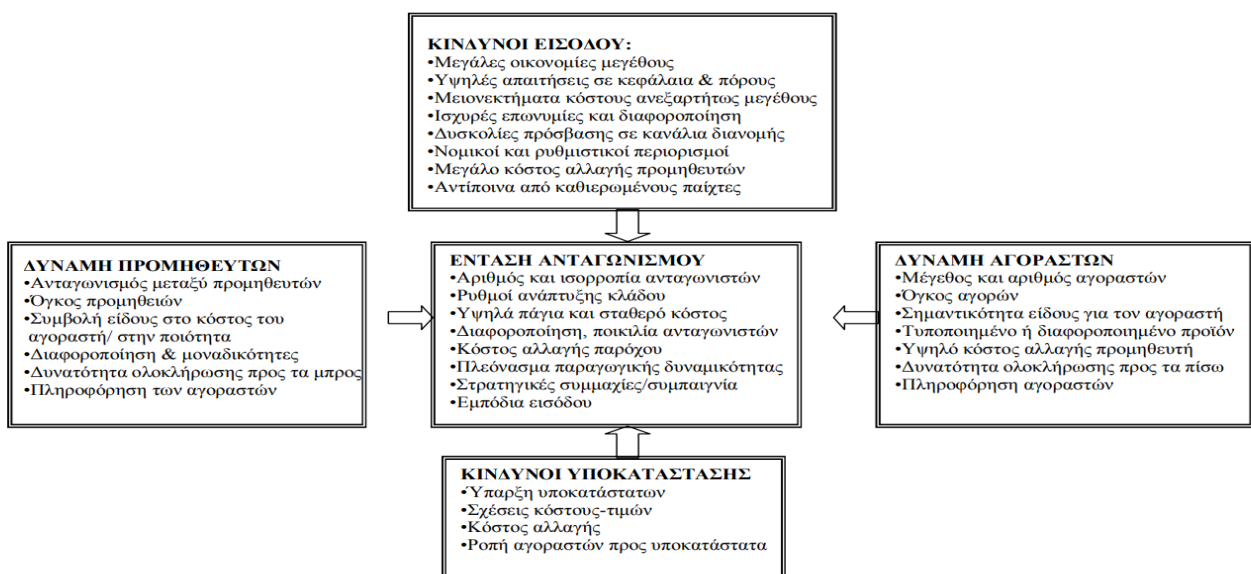 ΚΙΝΔΥΝΟΙ ΕΙΣΟΔΟΥ:
•Μεγάλες οικονομίες μεγέθους
•Υψηλές απαιτήσεις σε κεφάλαια & πόρους
•Μειονεκτήματα κόστους ανεξαρτήτως μεγέθους
•Ισχυρές επωνυμίες και διαφοροποίηση
•Δυσκολίες πρόσβασης σε κανάλια διανομής
•Νομικοί και ρυθμιστικοί περιορισμοί
•Μεγάλο κόστος αλλαγής προμηθευτών
•Αντίποινα από καθιερωμένους παίχτες
ΔΥΝΑΜΗ ΠΡΟΜΗΘΕΥΤΩΝ
•Ανταγωνισμός μεταξύ προμηθευτών
•Όγκος προμηθειών
•Συμβολή είδους στο κόστος του
αγοραστή/ στην ποιότητα
•Διαφοροποίηση & μοναδικότητες
•Δυνατότητα ολοκλήρωσης προς τα μπρος
•Πληροφόρηση των αγοραστών
ΕΝΤΑΣΗ ΑΝΤΑΓΩΝΙΣΜΟΥ
•Αριθμός και ισορροπία ανταγωνιστών
•Ρυθμοί ανάπτυξης κλάδου
•Υψηλά πάγια και σταθερό κόστος
•Διαφοροποίηση, ποικιλία ανταγωνιστών
•Κόστος αλλαγής παρόχου
•Πλεόνασμα παραγωγικής δυναμικότητας
•Στρατηγικές συμμαχίες/συμπαιγνία
•Εμπόδια εισόδου
ΔΥΝΑΜΗ ΑΓΟΡΑΣΤΩΝ
•Μέγεθος και αριθμός αγοραστών
•Όγκος αγορών
•Σημαντικότητα είδους για τον αγοραστή
•Τυποποιημένο ή διαφοροποιημένο προϊόν
•Υψηλό κόστος αλλαγής προμηθευτή
•Δυνατότητα ολοκλήρωσης προς τα πίσω
•Πληροφόρηση αγοραστών
ΚΙΝΔΥΝΟΙ ΥΠΟΚΑΤΑΣΤΑΣΗΣ
•Ύπαρξη υποκατάστατων
•Σχέσεις κόστους-τιμών
•Κόστος αλλαγής
•Ροπή αγοραστών προς υποκατάστατα